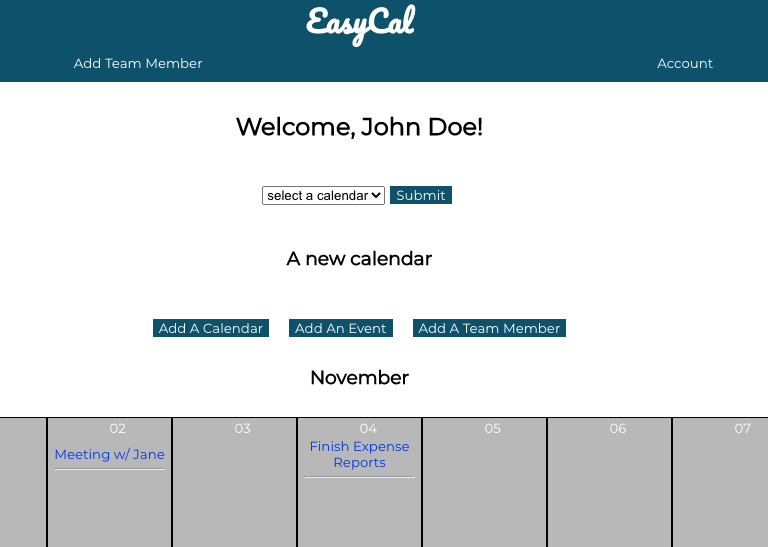 EasyCal
Add Team Member
Account
Welcome, John Doe!
select a calendar
Submit
A new calendar
Add A Calendar
Add An Event
Add A Team Member
November
02
03
04
05
06
07
Meeting w/ Jane
Finish Expense
Reports